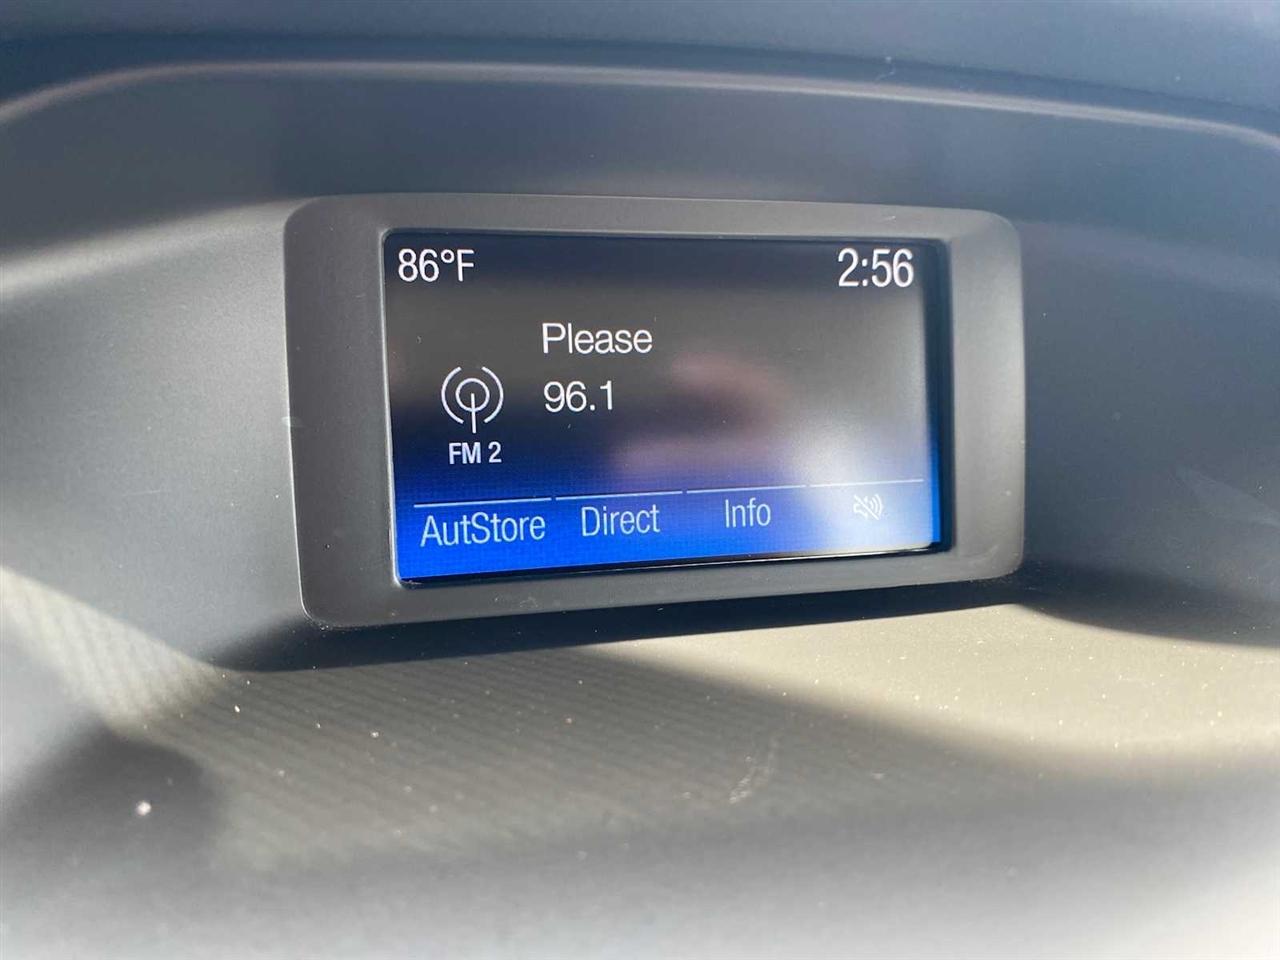 86°F 2:56
Please
96.1
FM 2
AutStore Direct Info